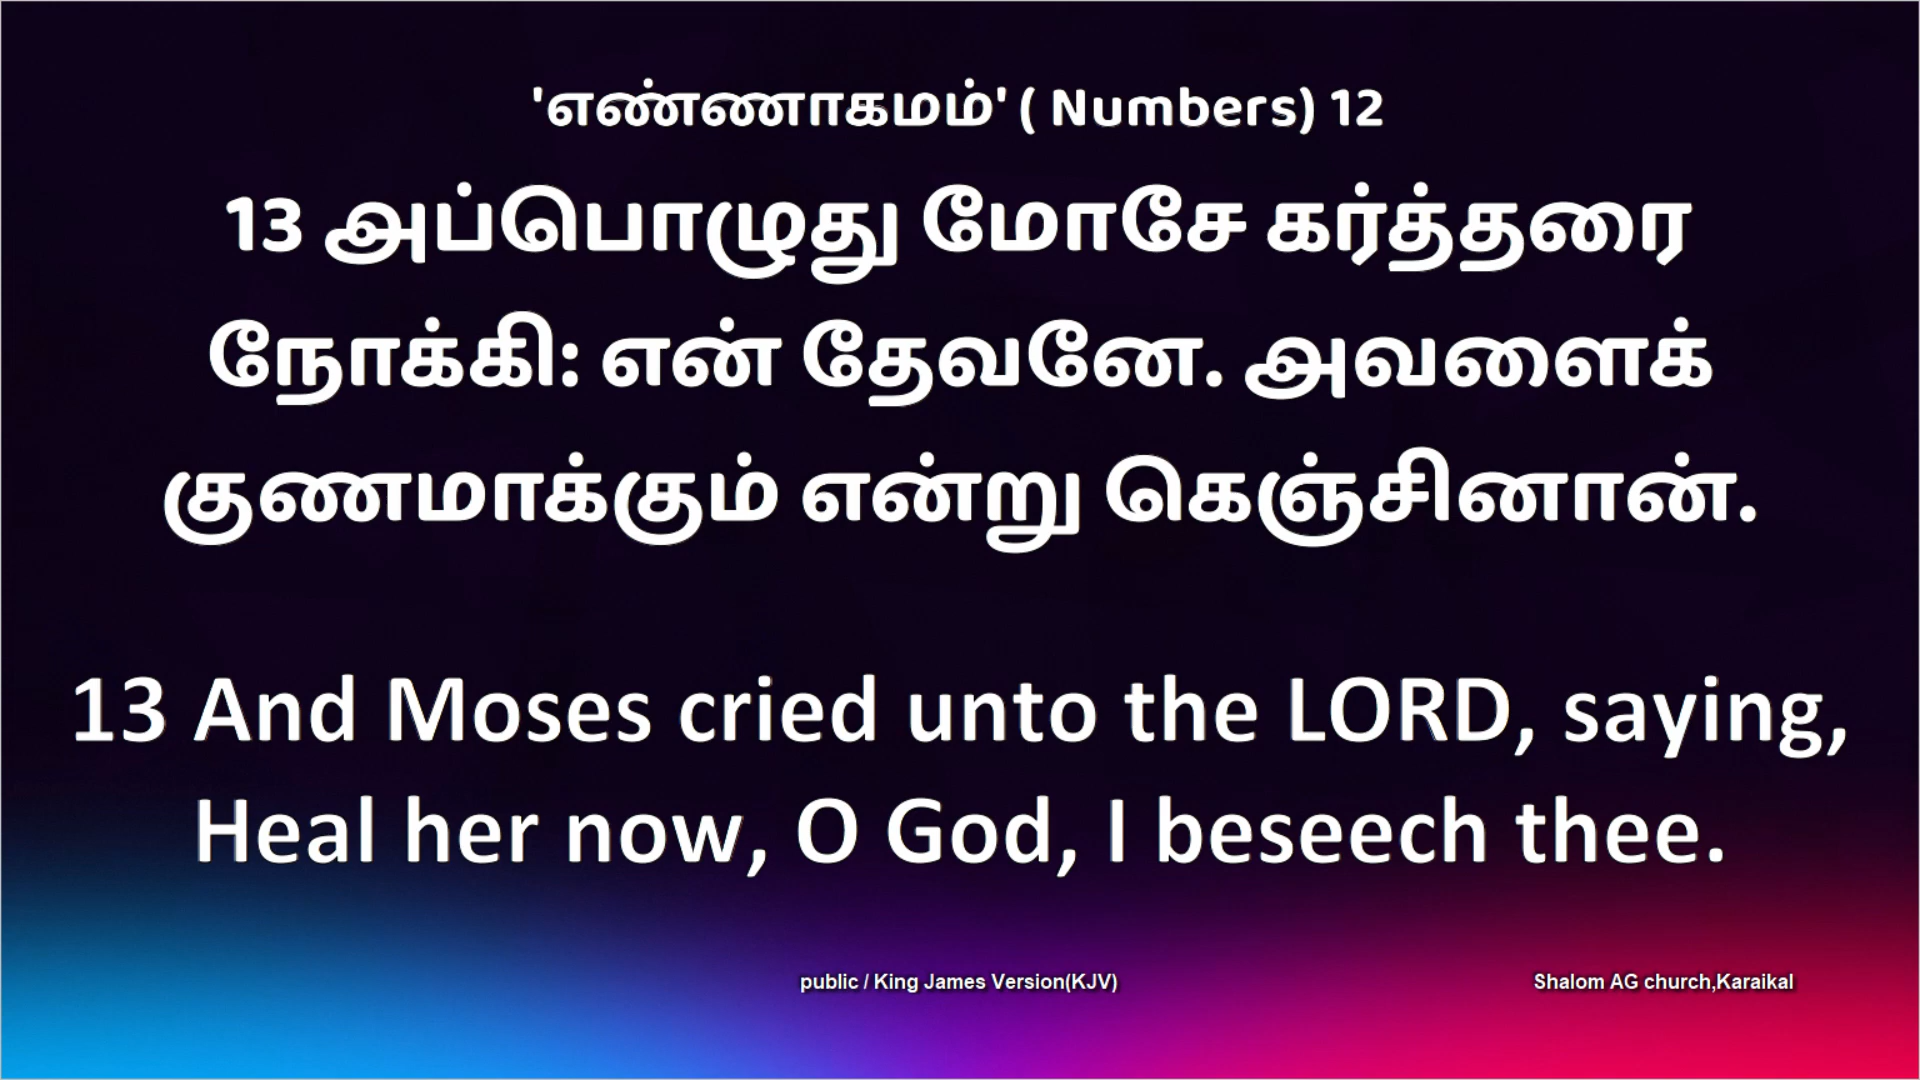 'எண்ணாகமம்' ( Numbers) 12
13 அப்பொழுது மோசே கர்த்தரை
நோக்கி: என் தேவனே. அவளைக்
குணமாக்கும் என்று கெஞ்சினான்.
13 And Moses cried unto the LORD, saying,
Heal her now, O God, I beseech thee.
public / King James Version(KJV)
Shalom AG church,Karaikal